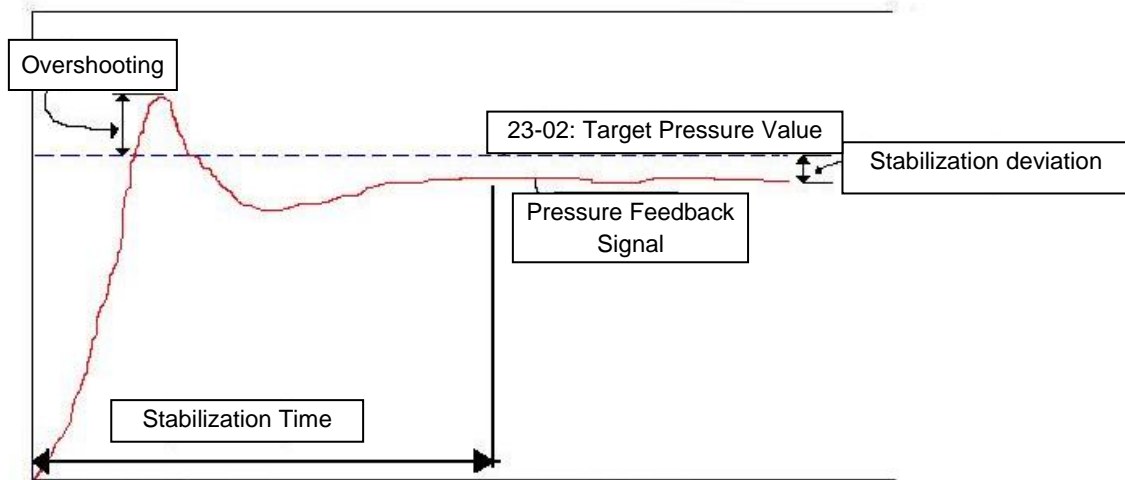 Overshooting
23-02: Target Pressure Value
Stabilization deviation
Pressure Feedback
Signal
Stabilization Time